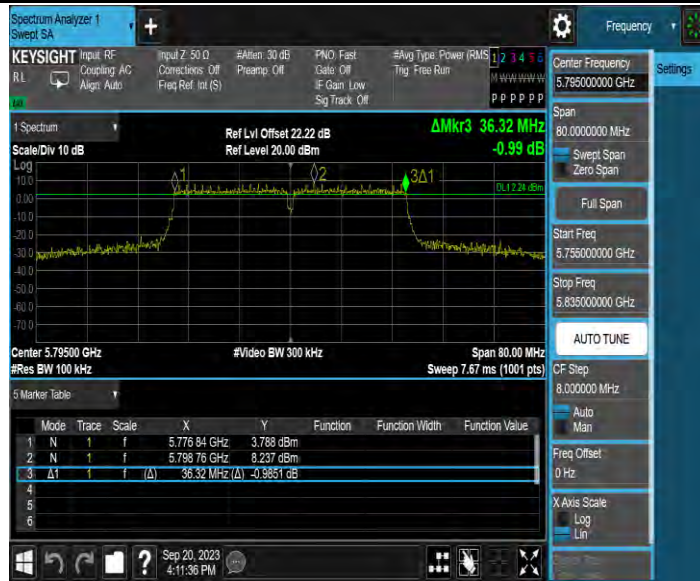 Spectrum Analyzer 1
Swept SA
Frequency
KEYSIGHT
RL
Input: RF
Coupling: AC
Align: Auto
Input Z: 50 Ω
Corrections: Off
Freq Ref: Int (S)
#Atten: 30 dB
Preamp: Off
PNO: Fast
Gate: Off
IF Gain: Low
Sig Track: Off
#Avg Type: Power (RMS
Trig: Free Run
1 2 3 4 5 6
M W W W W W
P P P P P P
Center Frequency
5.795000000 GHz
Settings
Span
80.0000000 MHz
Swept Span
Zero Span
Full Span
Start Freq
5.755000000 GHz
Stop Freq
5.835000000 GHz
AUTO TUNE
CF Step
8.000000 MHz
Auto
Man
Freq Offset
0 Hz
X Axis Scale
Log
Lin
1 Spectrum
Scale/Div 10 dB
Ref Lvl Offset 22.22 dB
Ref Level 20.00 dBm
ΔMkr3 36.32 MHz
-0.99 dB
Log
10.0
0.00
-10.0
-20.0
-30.0
-40.0
-50.0
-60.0
-70.0
1
2
3Δ1
DL1 2.24 dBm
Center 5.79500 GHz
#Video BW 300 kHz
Span 80.00 MHz
#Res BW 100 kHz
Sweep 7.67 ms (1001 pts)
5 Marker Table
Mode Trace Scale X Y Function Function Width Function Value
1 N 1 f 5.776 84 GHz 3.788 dBm
2 N 1 f 5.798 76 GHz 8.237 dBm
3 Δ1 1 f (Δ) 36.32 MHz (Δ) -0.9851 dB
4
5
6
? Sep 20, 2023
4:11:36 PM